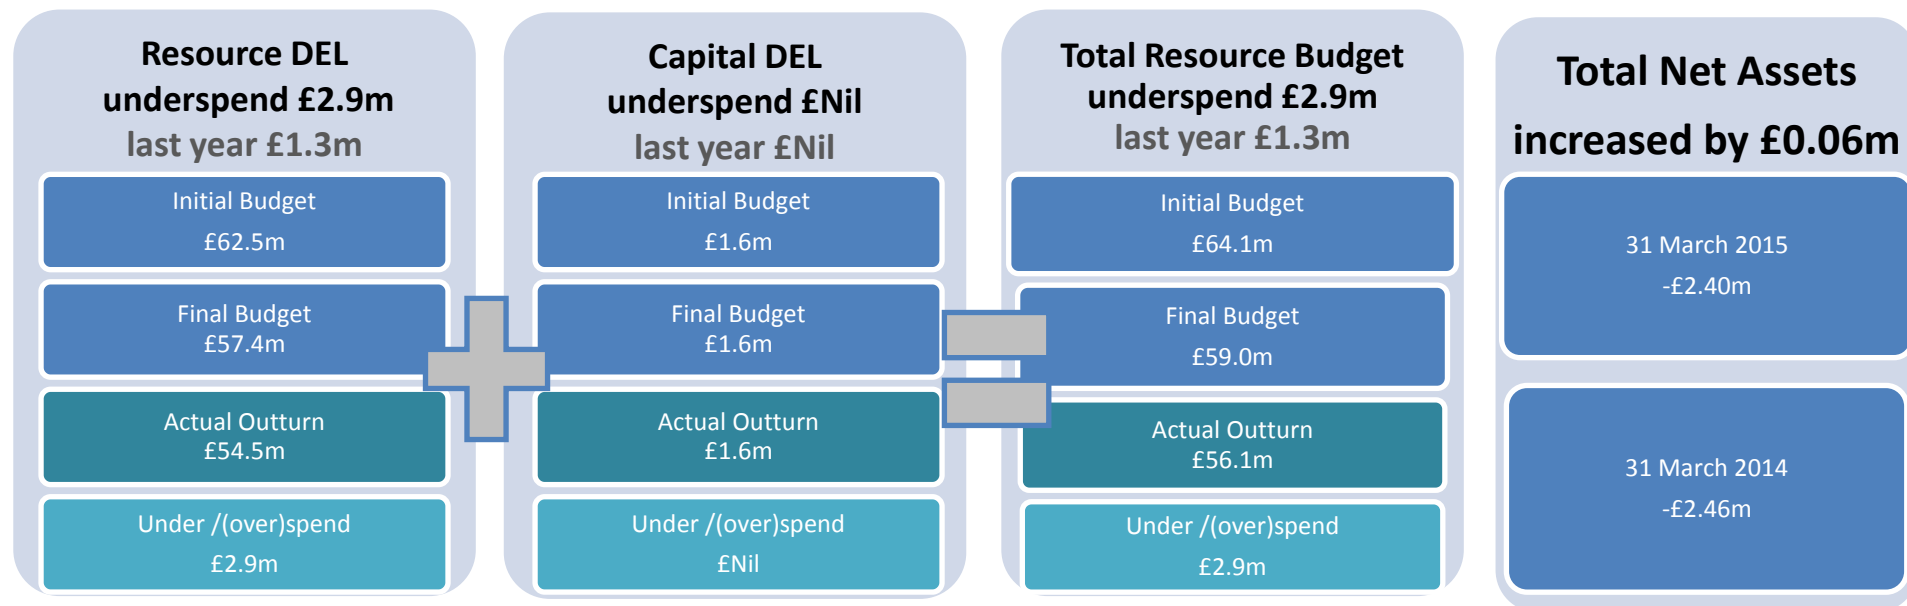 Resource DEL
underspend £2.9m
last year £1.3m
Initial Budget
£62.5m
Final Budget
£57.4m
Actual Outturn
£54.5m
Under /(over)spend
£2.9m
Capital DEL
underspend £Nil
last year £Nil
Initial Budget
£1.6m
Final Budget
£1.6m
Actual Outturn
£1.6m
Under /(over)spend
£Nil
Total Resource Budget
underspend £2.9m
last year £1.3m
Initial Budget
£64.1m
Final Budget
£59.0m
Actual Outturn
£56.1m
Under /(over)spend
£2.9m
Total Net Assets
increased by £0.06m
31 March 2015
-£2.40m
31 March 2014
-£2.46m